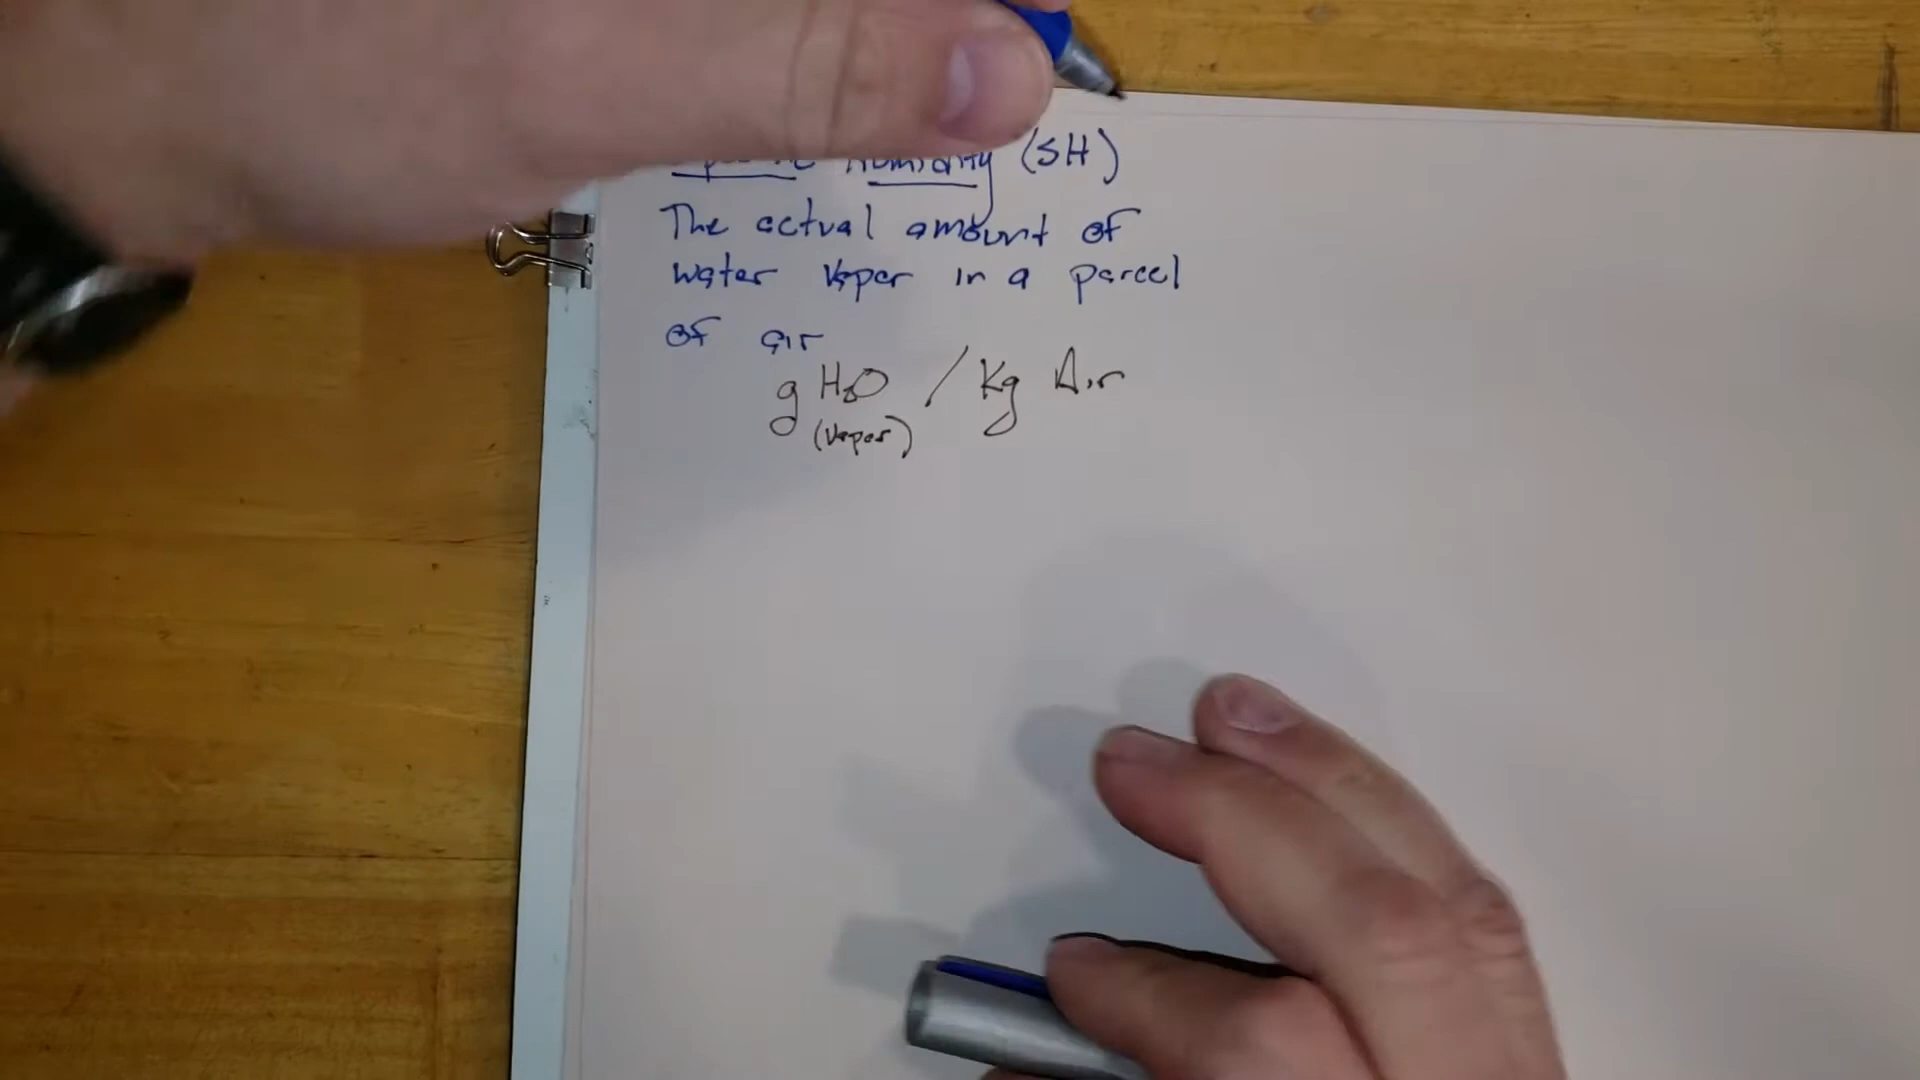 Humidity (SH)
The actual amount of
water vapor in a parcel
of air
g H2O / Kg Air
(vapor)